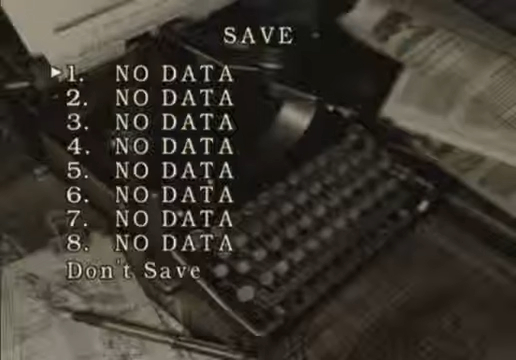 SAVE
►1. NO DATA
2. NO DATA
3. NO DATA
4. NO DATA
5. NO DATA
6. NO DATA
7. NO DATA
8. NO DATA
Don't Save